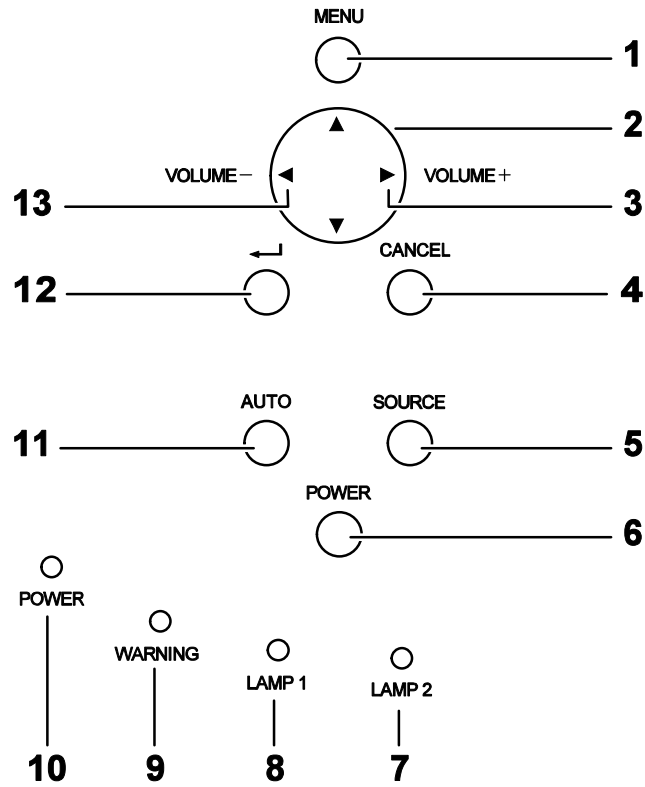 MENU
1
2
VOLUME－ ◀ ▶ VOLUME＋
13
3
↵ CANCEL
12
4
AUTO SOURCE
11
5
POWER
6
POWER
WARNING
LAMP 1
LAMP 2
10 9 8 7